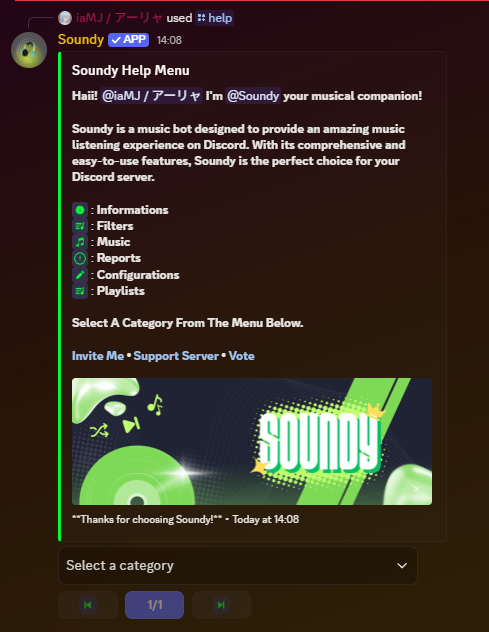 iaMJ / アーリャ used help
Soundy ✓ APP 14:08
Soundy Help Menu
Haii! @iaMJ / アーリャ I'm @Soundy your musical companion!
Soundy is a music bot designed to provide an amazing music
listening experience on Discord. With its comprehensive and
easy-to-use features, Soundy is the perfect choice for your
Discord server.
: Informations
: Filters
: Music
: Reports
: Configurations
: Playlists
Select A Category From The Menu Below.
Invite Me • Support Server • Vote
SOUNDY
**Thanks for choosing Soundy!** • Today at 14:08
Select a category
1/1